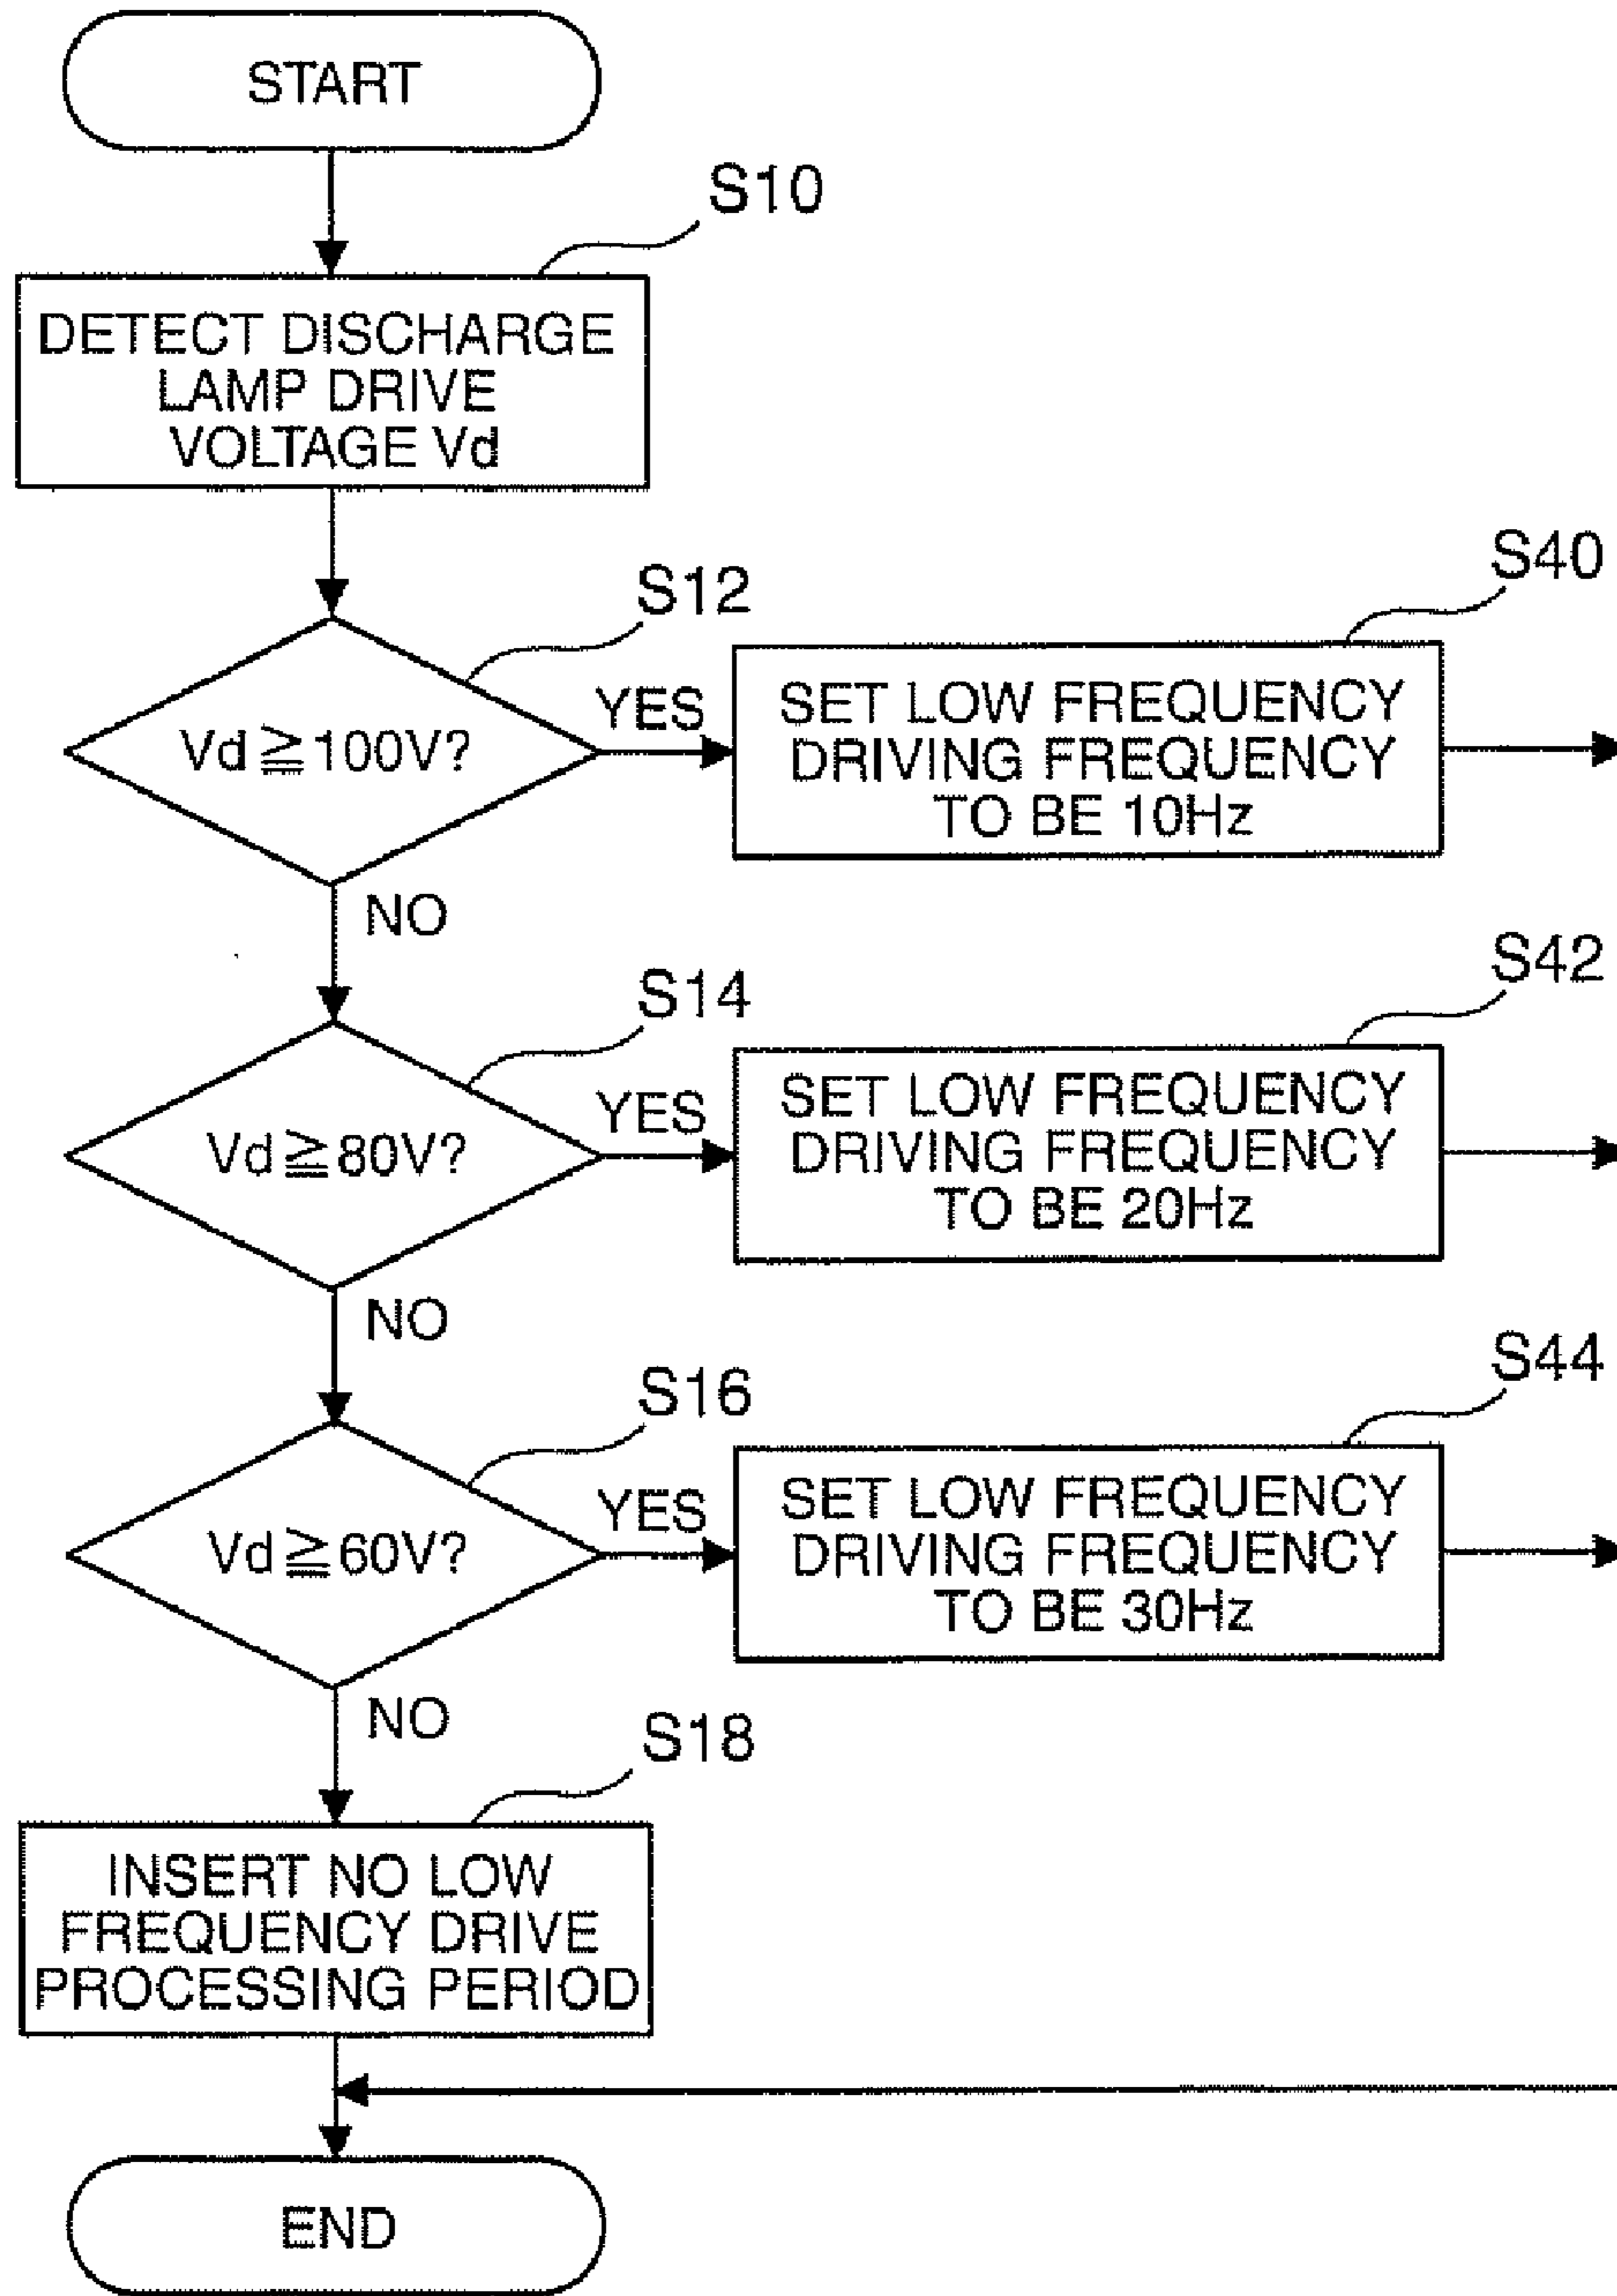 START
S10
DETECT DISCHARGE
LAMP DRIVE
VOLTAGE Vd
S12
Vd ≧ 100V?
YES
NO
S40
SET LOW FREQUENCY
DRIVING FREQUENCY
TO BE 10Hz
S14
Vd ≧ 80V?
YES
NO
S42
SET LOW FREQUENCY
DRIVING FREQUENCY
TO BE 20Hz
S16
Vd ≧ 60V?
YES
NO
S44
SET LOW FREQUENCY
DRIVING FREQUENCY
TO BE 30Hz
S18
INSERT NO LOW
FREQUENCY DRIVE
PROCESSING PERIOD
END